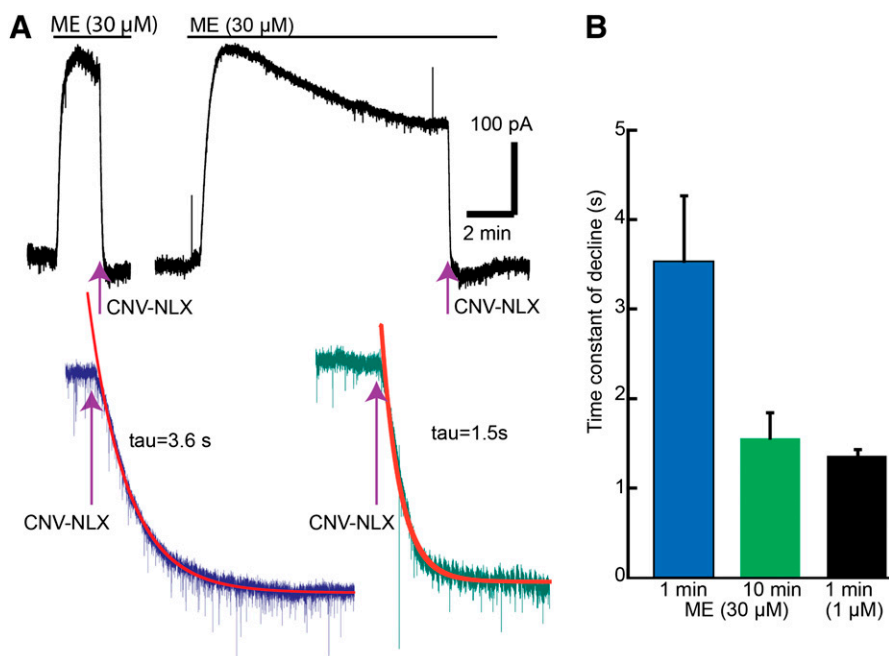 A
ME (30 µM)
ME (30 µM)
100 pA
2 min
CNV-NLX
CNV-NLX
tau=3.6 s
tau=1.5s
CNV-NLX
CNV-NLX
B
Time constant of decline (s)
5
4
3
2
1
0
1 min
10 min
1 min
ME (30 µM)
(1 µM)